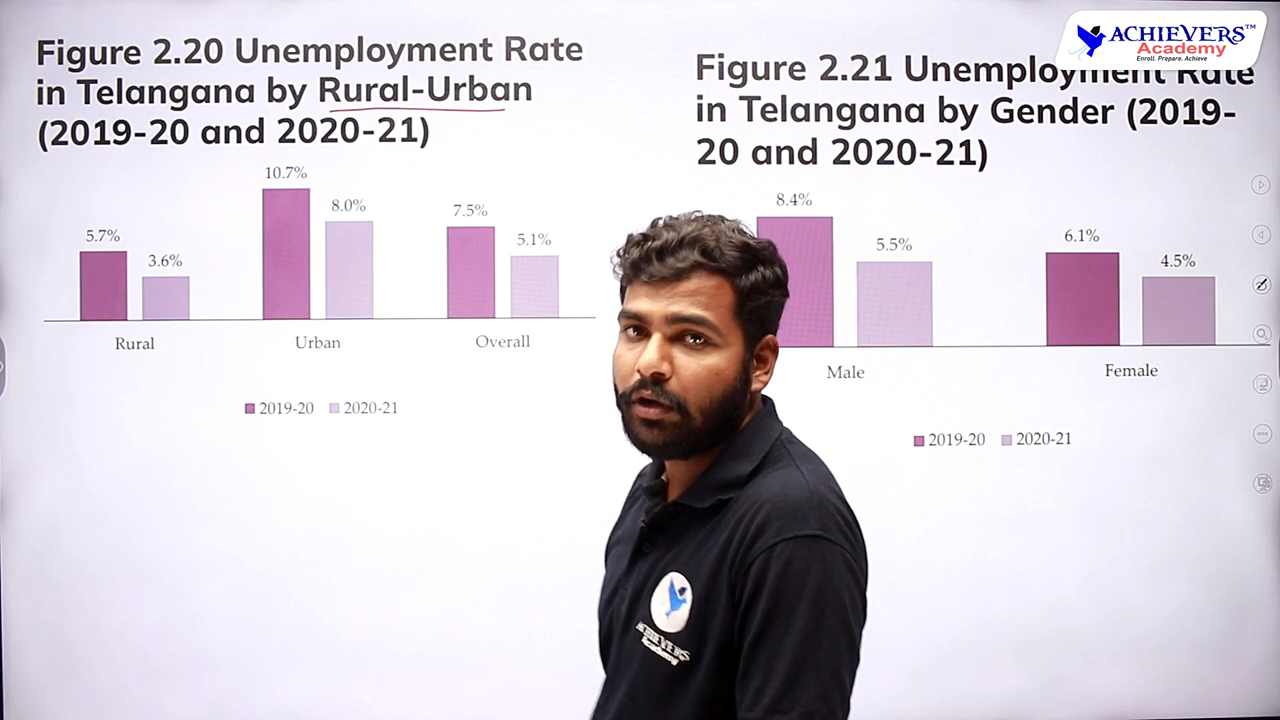 Figure 2.20 Unemployment Rate
in Telangana by Rural-Urban
(2019-20 and 2020-21)
5.7%
3.6%
10.7%
8.0%
7.5%
5.1%
Rural
Urban
Overall
2019-20
2020-21
ACHIEVERS™
Academy
Enroll. Prepare. Achieve
Figure 2.21 Unemployment Rate
in Telangana by Gender (2019-
20 and 2020-21)
8.4%
5.5%
6.1%
4.5%
Male
Female
2019-20
2020-21
ACHIEVERS
Academy